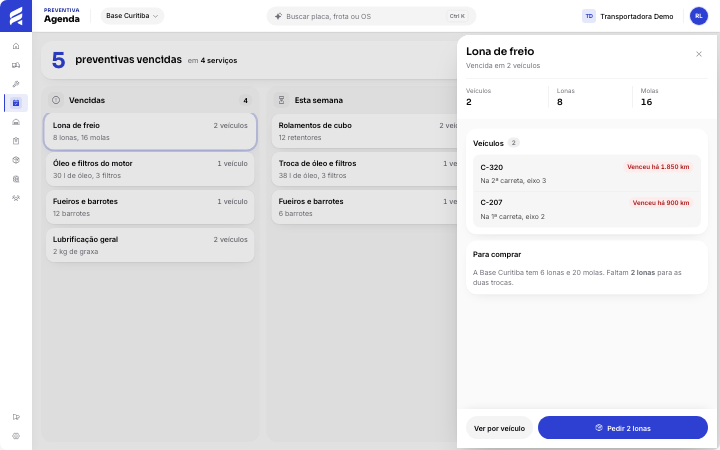 PREVENTIVA
Agenda
Base Curitiba
Buscar placa, frota ou OS
Ctrl K
TD
Transportadora Demo
RL
5 preventivas vencidas em 4 serviços
Vencidas
4
Lona de freio
2 veículos
8 lonas, 16 molas
Óleo e filtros do motor
1 veículo
30 l de óleo, 3 filtros
Fueiros e barrotes
1 veículo
12 barrotes
Lubrificação geral
2 veículos
2 kg de graxa
Esta semana
Rolamentos de cubo
12 retentores
Troca de óleo e filtros
38 l de óleo, 3 filtros
Fueiros e barrotes
6 barrotes
Lona de freio
Vencida em 2 veículos
Veículos
2
Lonas
8
Molas
16
Veículos
2
C-320
Venceu há 1.850 km
Na 2ª carreta, eixo 3
C-207
Venceu há 900 km
Na 1ª carreta, eixo 2
Para comprar
A Base Curitiba tem 6 lonas e 20 molas. Faltam 2 lonas para as
duas trocas.
Ver por veículo
Pedir 2 lonas